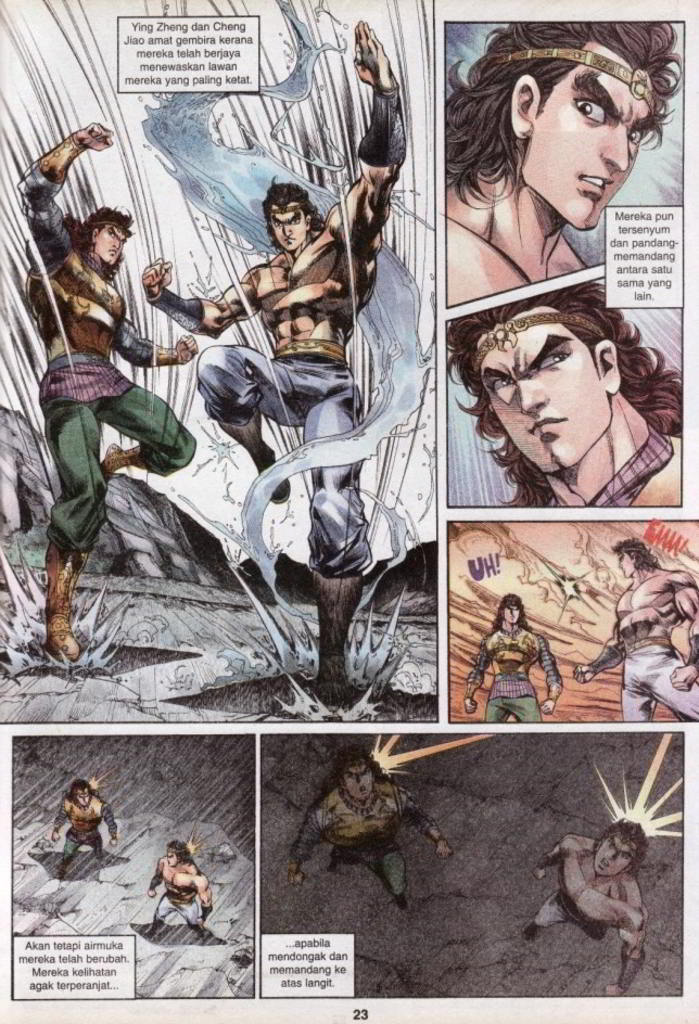 Ying Zheng dan Cheng
Jiao amat gembira kerana
mereka telah berjaya
menewaskan lawan
mereka yang paling ketat.
Mereka pun
tersenyum
dan pandang-
memandang
antara satu
sama yang
lain.
UH!
EHH!
Akan tetapi airmuka
mereka telah berubah.
Mereka kelihatan
agak terperanjat...
...apabila
mendongak dan
memandang ke
atas langit.
23